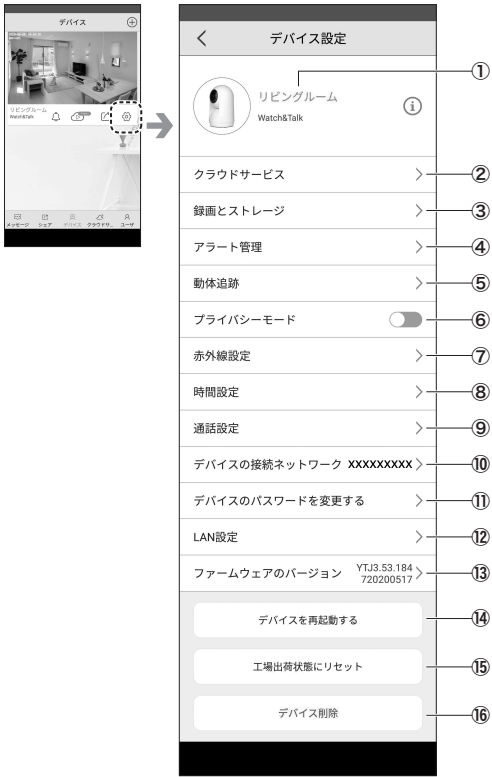 デバイス
リビングルーム
Watch&Talk
メッセージ
シェア
デバイス
クラウドサ...
ユーザ
デバイス設定
①
リビングルーム
Watch&Talk
クラウドサービス
②
録画とストレージ
③
アラート管理
④
動体追跡
⑤
プライバシーモード
⑥
赤外線設定
⑦
時間設定
⑧
通話設定
⑨
デバイスの接続ネットワーク XXXXXXXXX
⑩
デバイスのパスワードを変更する
⑪
LAN設定
⑫
ファームウェアのバージョン
YTJ3.53.184
720200517
⑬
デバイスを再起動する
⑭
工場出荷状態にリセット
⑮
デバイス削除
⑯